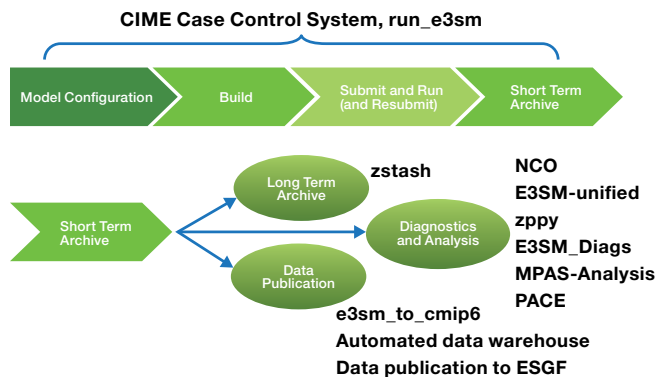 CIME Case Control System, run_e3sm
Model Configuration
Build
Submit and Run
(and Resubmit)
Short Term
Archive
Short Term
Archive
Long Term
Archive
zstash
Diagnostics
and Analysis
NCO
E3SM-unified
zppy
E3SM_Diags
MPAS-Analysis
PACE
Data
Publication
e3sm_to_cmip6
Automated data warehouse
Data publication to ESGF